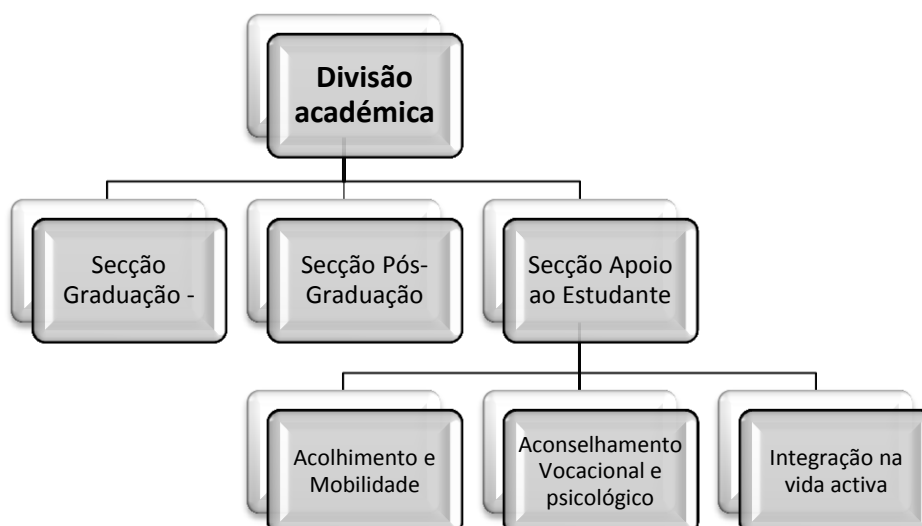 Divisão
académica
Secção
Graduação -
Secção Pós-
Graduação
Secção Apoio
ao Estudante
Acolhimento e
Mobilidade
Aconselhamento
Vocacional e
psicológico
Integração na
vida activa